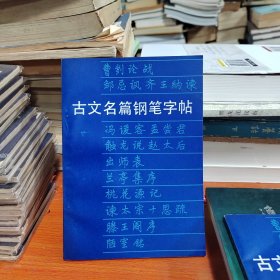 曹刿论战
邹忌讽齐王纳谏
古文名篇钢笔字帖
冯谖客孟尝君
触龙说赵太后
出师表
兰亭集序
桃花源记
谏太宗十思疏
滕王阁序
陋室铭